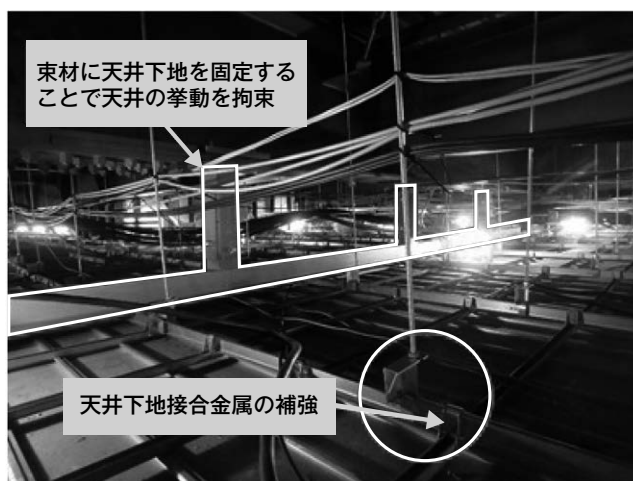 束材に天井下地を固定する
ことで天井の挙動を拘束
天井下地接合金属の補強